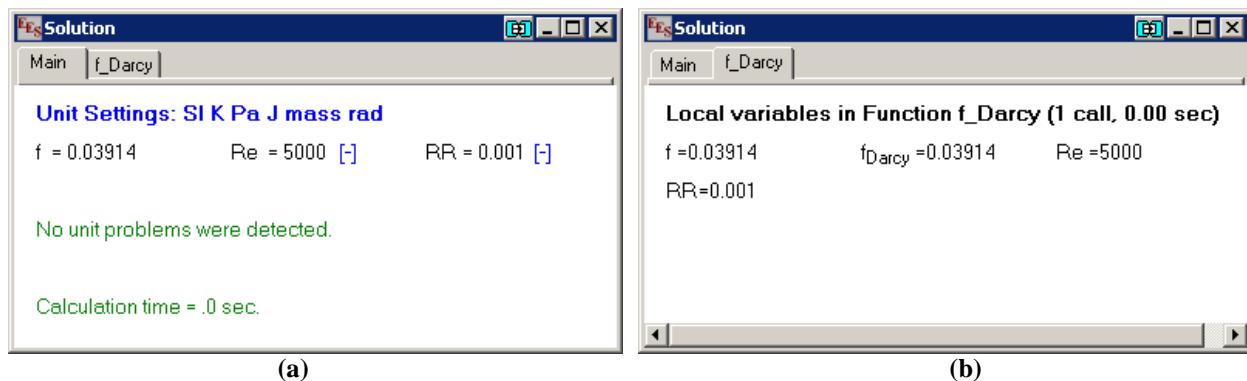 EES Solution
Main f_Darcy
Unit Settings: SI K Pa J mass rad
f = 0.03914 Re = 5000 [-] RR = 0.001 [-]
No unit problems were detected.
Calculation time = .0 sec.
(a)
EES Solution
Main f_Darcy
Local variables in Function f_Darcy (1 call, 0.00 sec)
f =0.03914 fDarcy =0.03914 Re =5000
RR=0.001
(b)